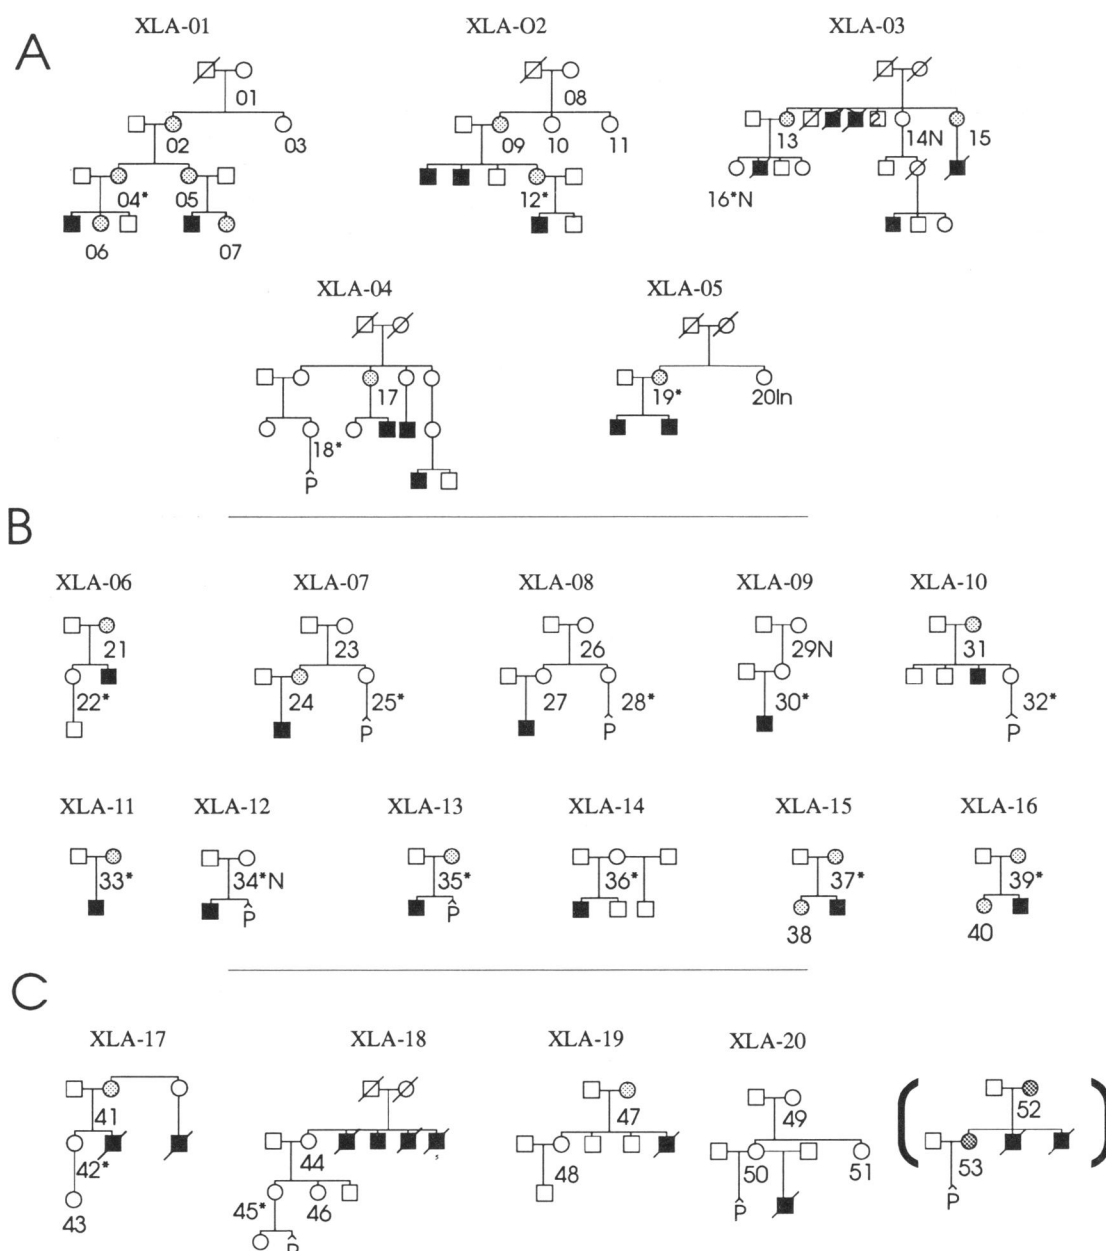 A
XLA-01 XLA-O2 XLA-03
01 08
02 03 09 10 11 13 2 14N 15
04* 05 12* 16*N
06 07
XLA-04 XLA-05
17 19* 20In
18*
P
B
XLA-06 XLA-07 XLA-08 XLA-09 XLA-10
21 23 26 29N 31
22* 24 25* 27 28* 30* 32*
P P P
XLA-11 XLA-12 XLA-13 XLA-14 XLA-15 XLA-16
33* 34*N 35* 36* 37* 39*
P P 38 40
C
XLA-17 XLA-18 XLA-19 XLA-20
41 47 49 52
42* 44 48 50 51 53
43 45* 46 P P
P